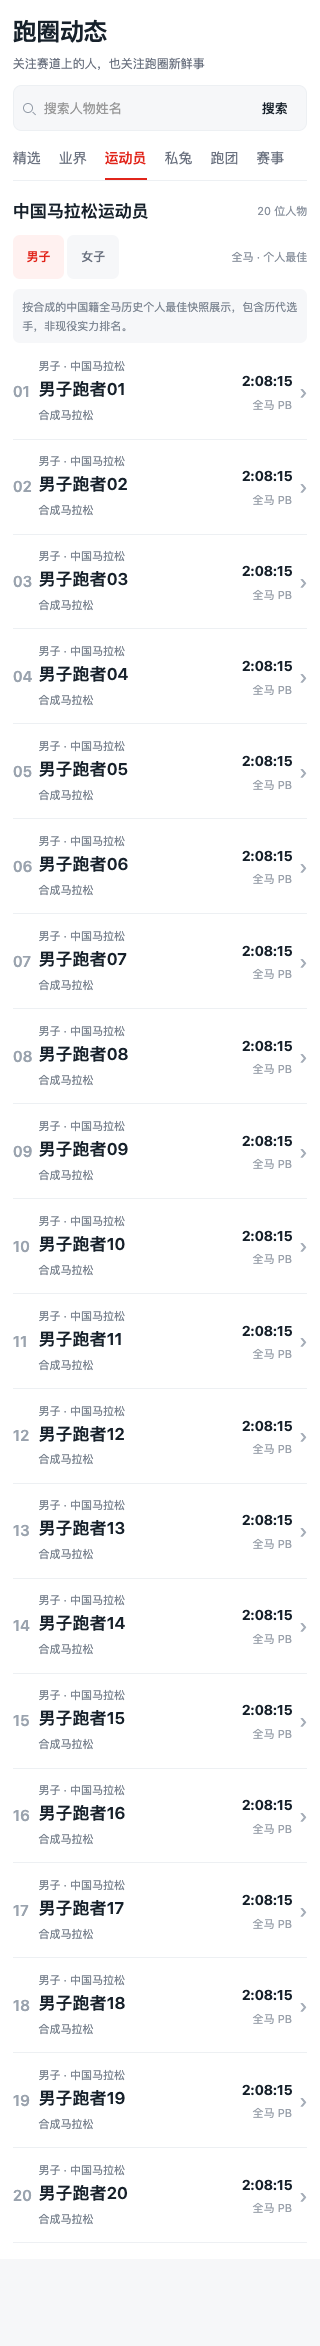 跑圈动态
关注赛道上的人，也关注跑圈新鲜事
搜索人物姓名 搜索
精选 业界 运动员 私兔 跑团 赛事
中国马拉松运动员 20 位人物
男子 女子 全马 · 个人最佳
按合成的中国籍全马历史个人最佳快照展示，包含历代选
手，非现役实力排名。
男子 · 中国马拉松
01 男子跑者01 2:08:15
合成马拉松 全马 PB
男子 · 中国马拉松
02 男子跑者02 2:08:15
合成马拉松 全马 PB
男子 · 中国马拉松
03 男子跑者03 2:08:15
合成马拉松 全马 PB
男子 · 中国马拉松
04 男子跑者04 2:08:15
合成马拉松 全马 PB
男子 · 中国马拉松
05 男子跑者05 2:08:15
合成马拉松 全马 PB
男子 · 中国马拉松
06 男子跑者06 2:08:15
合成马拉松 全马 PB
男子 · 中国马拉松
07 男子跑者07 2:08:15
合成马拉松 全马 PB
男子 · 中国马拉松
08 男子跑者08 2:08:15
合成马拉松 全马 PB
男子 · 中国马拉松
09 男子跑者09 2:08:15
合成马拉松 全马 PB
男子 · 中国马拉松
10 男子跑者10 2:08:15
合成马拉松 全马 PB
男子 · 中国马拉松
11 男子跑者11 2:08:15
合成马拉松 全马 PB
男子 · 中国马拉松
12 男子跑者12 2:08:15
合成马拉松 全马 PB
男子 · 中国马拉松
13 男子跑者13 2:08:15
合成马拉松 全马 PB
男子 · 中国马拉松
14 男子跑者14 2:08:15
合成马拉松 全马 PB
男子 · 中国马拉松
15 男子跑者15 2:08:15
合成马拉松 全马 PB
男子 · 中国马拉松
16 男子跑者16 2:08:15
合成马拉松 全马 PB
男子 · 中国马拉松
17 男子跑者17 2:08:15
合成马拉松 全马 PB
男子 · 中国马拉松
18 男子跑者18 2:08:15
合成马拉松 全马 PB
男子 · 中国马拉松
19 男子跑者19 2:08:15
合成马拉松 全马 PB
男子 · 中国马拉松
20 男子跑者20 2:08:15
合成马拉松 全马 PB